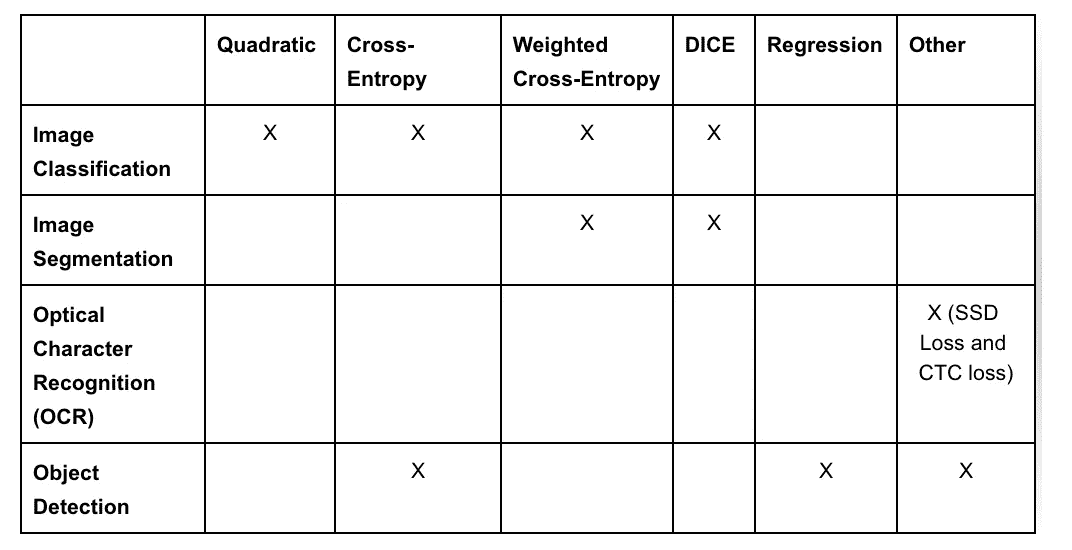 Quadratic Cross-Entropy Weighted Cross-Entropy DICE Regression Other
Image Classification X X X X
Image Segmentation X X
Optical Character Recognition (OCR) X (SSD Loss and CTC loss)
Object Detection X X X